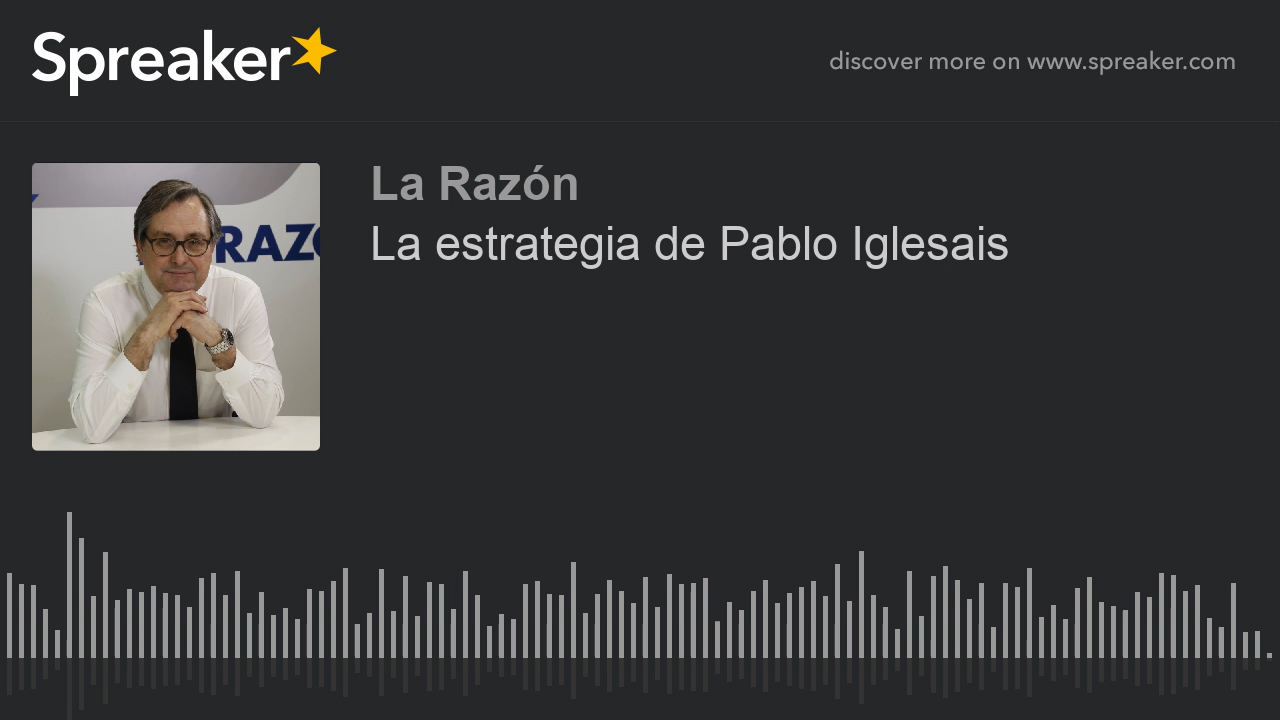 Spreaker
discover more on www.spreaker.com
La Razón
La estrategia de Pablo Iglesais
RAZ